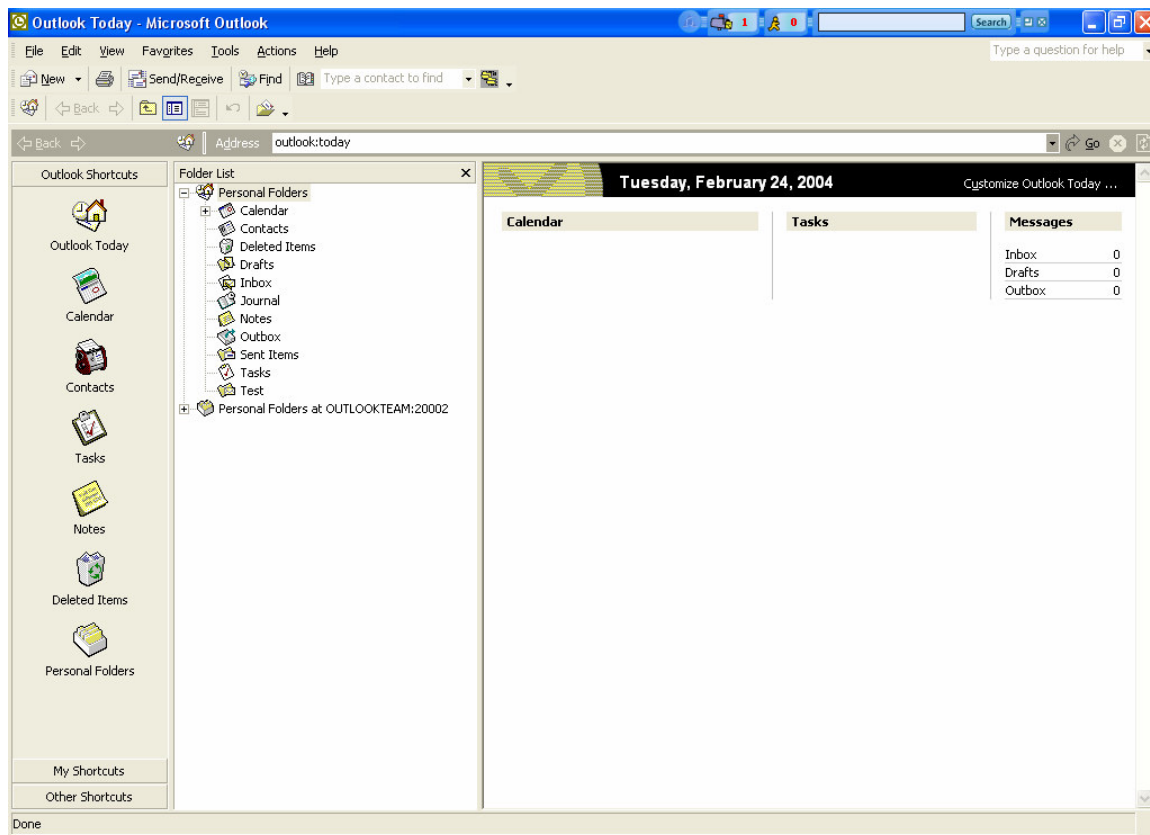 Outlook Today - Microsoft Outlook
1 0 Search
File Edit View Favorites Tools Actions Help
Type a question for help
New Send/Receive Find Type a contact to find
Back
Back Address outlook:today Go
Outlook Shortcuts
Outlook Today
Calendar
Contacts
Tasks
Notes
Deleted Items
Personal Folders
My Shortcuts
Other Shortcuts
Folder List
Personal Folders
Calendar
Contacts
Deleted Items
Drafts
Inbox
Journal
Notes
Outbox
Sent Items
Tasks
Test
Personal Folders at OUTLOOKTEAM:20002
Tuesday, February 24, 2004
Customize Outlook Today ...
Calendar
Tasks
Messages
Inbox 0
Drafts 0
Outbox 0
Done